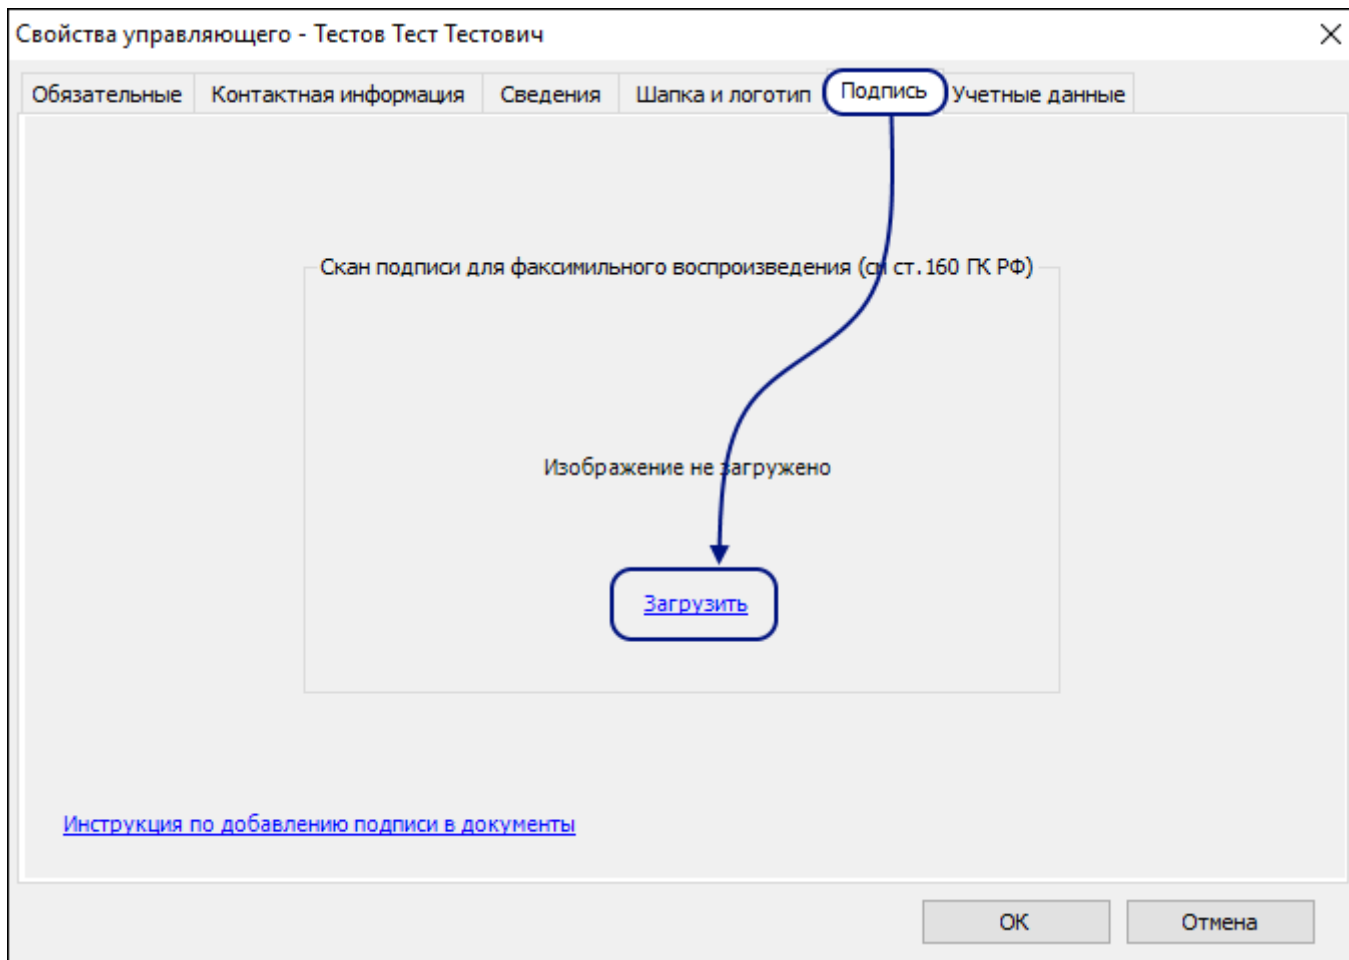 Свойства управляющего - Тестов Тест Тестович
Обязательные Контактная информация Сведения Шапка и логотип Подпись Учетные данные
Скан подписи для факсимильного воспроизведения (см ст.160 ГК РФ)
Изображение не загружено
Загрузить
Инструкция по добавлению подписи в документы
ОК Отмена